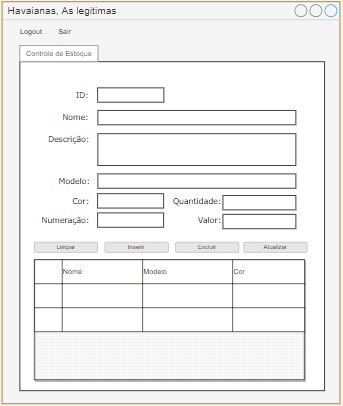 Havaianas, As legitimas
Logout Sair
Controle de Estoque
ID:
Nome:
Descrição:
Modelo:
Cor: Quantidade:
Numeração: Valor:
Limpar Inserir Excluir Atualizar
Nome Modelo Cor